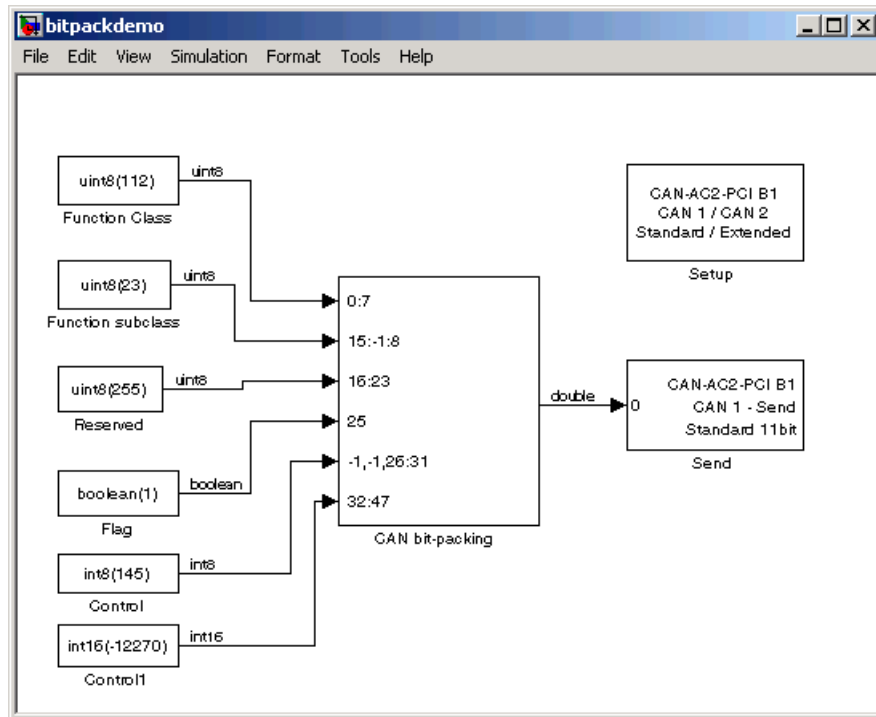 bitpackdemo
File Edit View Simulation Format Tools Help
uint8(112)
uint8
Function Class
uint8(23)
uint8
Function subclass
uint8(255)
uint8
Reserved
boolean(1)
boolean
Flag
int8(145)
int8
Control
int16(-12270)
int16
Control1
0:7
15:-1:8
16:23
25
-1,-1,26:31
32:47
CAN bit-packing
double
CAN-AC2-PCI B1
CAN 1 / CAN 2
Standard / Extended
Setup
0
CAN-AC2-PCI B1
CAN 1 - Send
Standard 11bit
Send